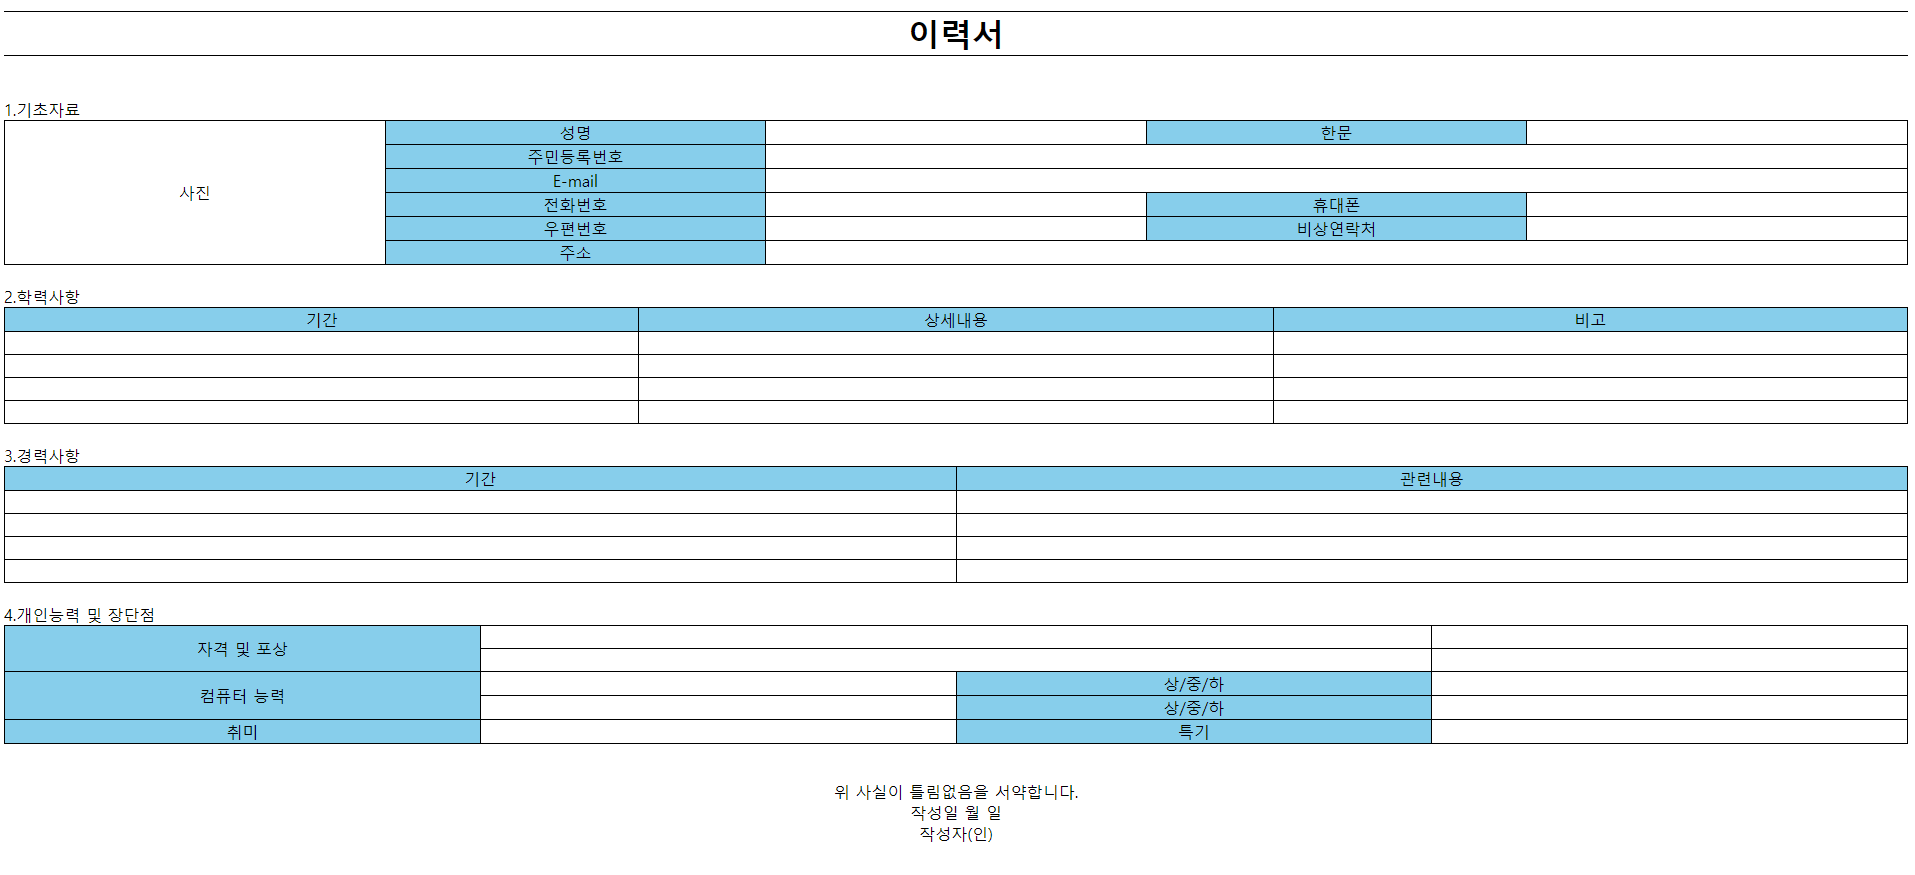 이력서
1.기초자료
사진
성명 한문
주민등록번호
E-mail
전화번호 휴대폰
우편번호 비상연락처
주소
2.학력사항
기간 상세내용 비고
3.경력사항
기간 관련내용
4.개인능력 및 장단점
자격 및 포상
컴퓨터 능력
상/중/하
상/중/하
취미 특기
위 사실이 틀림없음을 서약합니다.
작성일 월 일
작성자(인)